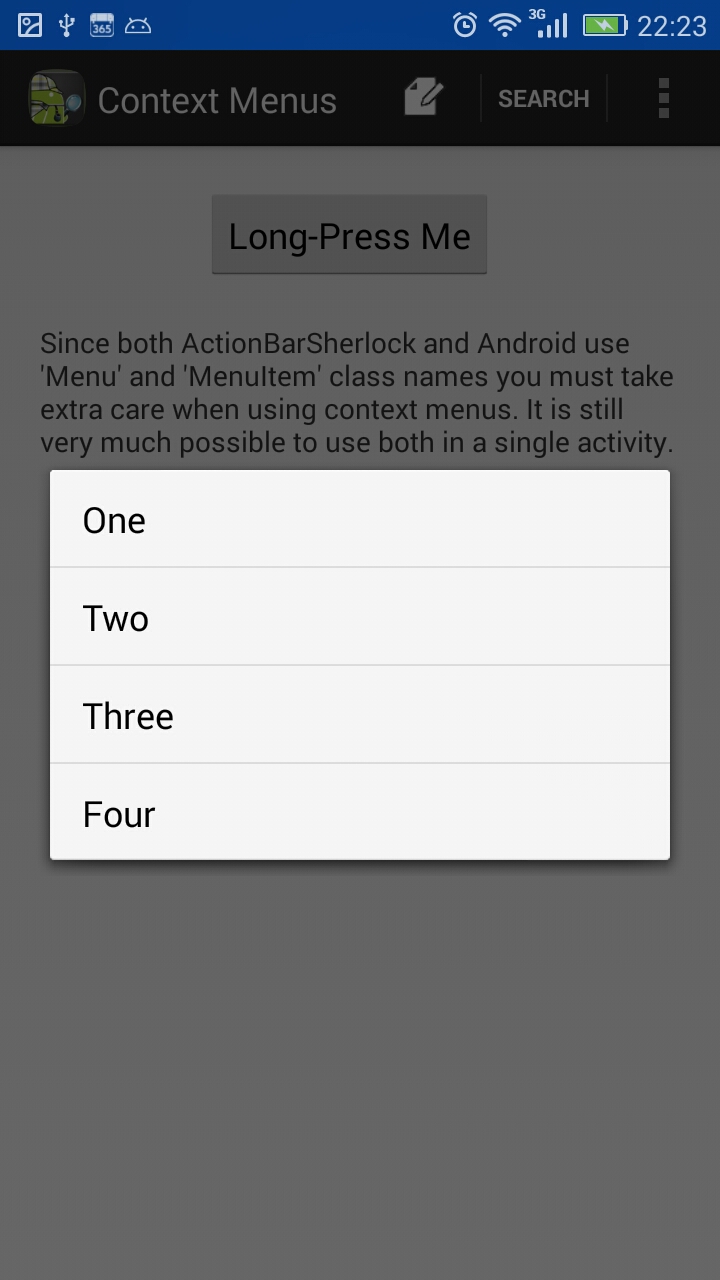 365
3G
22:23
Context Menus
SEARCH
Long-Press Me
Since both ActionBarSherlock and Android use
'Menu' and 'MenuItem' class names you must take
extra care when using context menus. It is still
very much possible to use both in a single activity.
One
Two
Three
Four